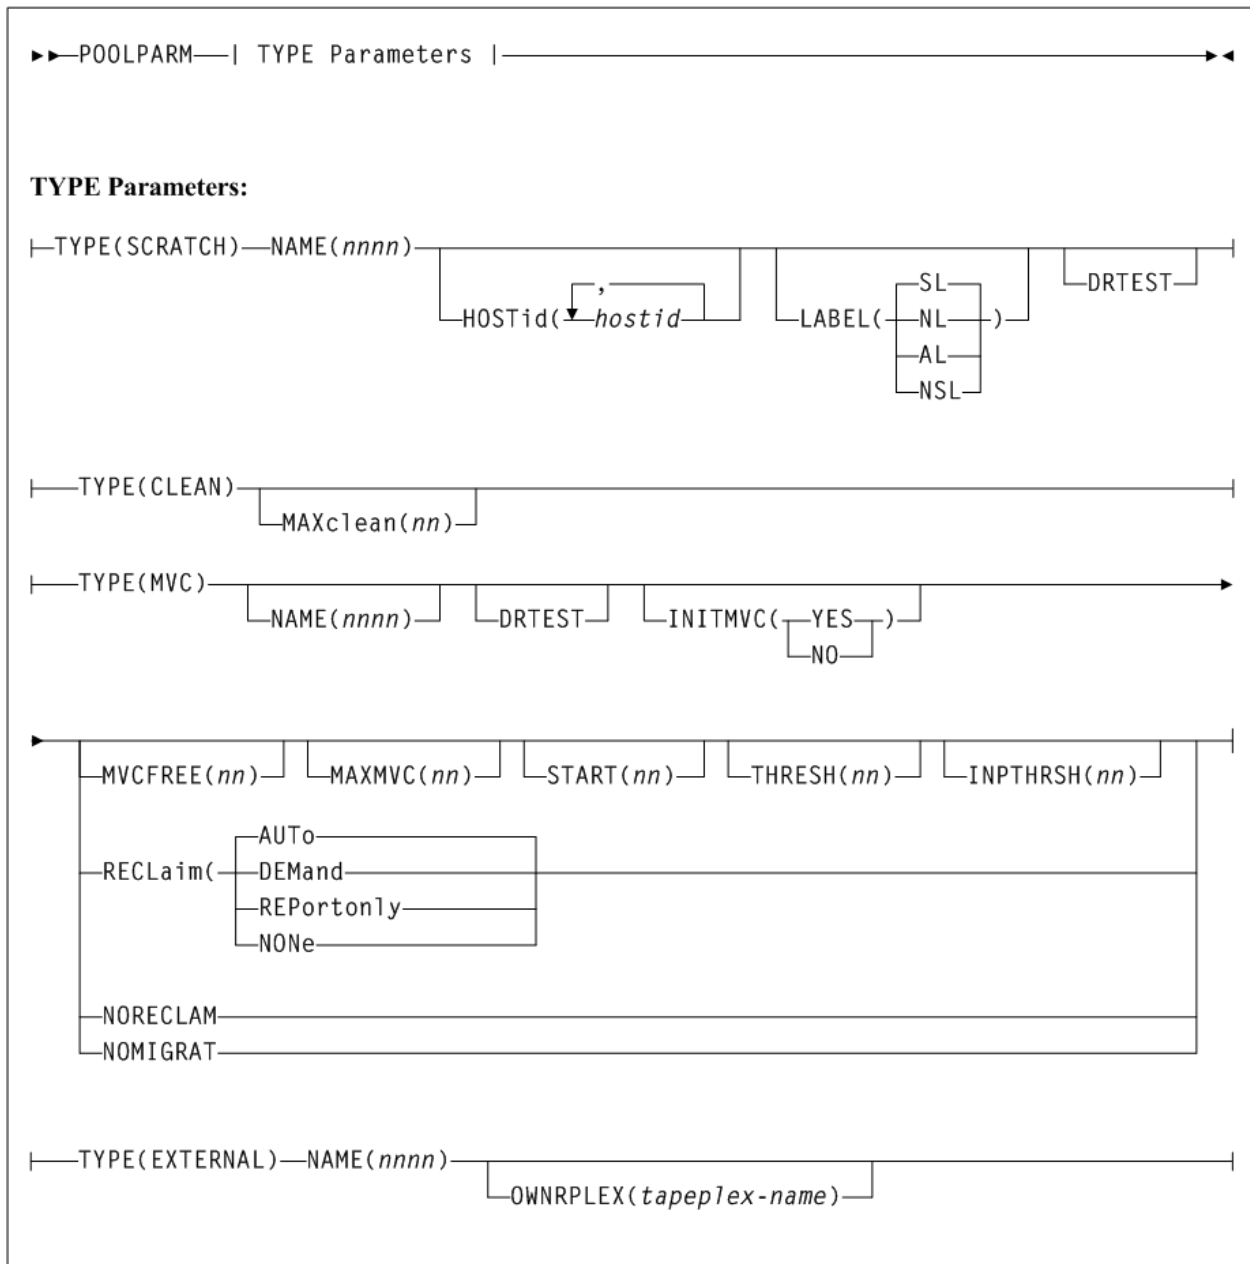 POOLPARM | TYPE Parameters |
TYPE Parameters:
TYPE(SCRATCH) NAME(nnnn)
HOSTid( , hostid
LABEL( SL )
NL
AL
NSL
DRTEST
TYPE(CLEAN)
MAXclean(nn)
TYPE(MVC)
NAME(nnnn)
DRTEST
INITMVC( YES )
NO
MVCFREE(nn)
MAXMVC(nn)
START(nn)
THRESH(nn)
INPTHRSH(nn)
RECLaim(
AUTo
DEMand
REPortonly
NONe
NORECLAM
NOMIGRAT
TYPE(EXTERNAL) NAME(nnnn)
OWNRPLEX(tapeplex-name)